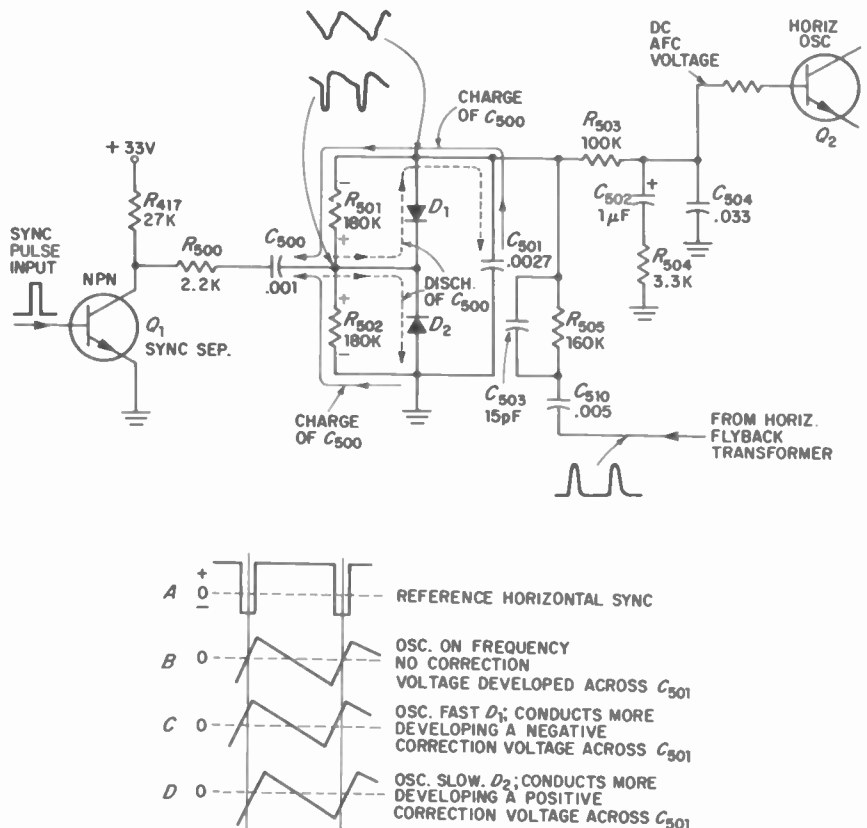 DC
AFC
VOLTAGE
HORIZ
OSC
Q2
CHARGE
OF C500
+ 33V
R417
27K
SYNC
PULSE
INPUT
NPN
Q1
SYNC SEP.
R500
2.2K
C500
.001
R501
180K
−
+
D1
DISCH.
OF C500
+
R502
180K
−
D2
C501
.0027
CHARGE
OF C500
R503
100K
C502
1μF
+
C504
.033
R504
3.3K
R505
160K
C503
15pF
C510
.005
FROM HORIZ.
FLYBACK
TRANSFORMER
A
+
0
−
REFERENCE HORIZONTAL SYNC
B 0
OSC. ON FREQUENCY
NO CORRECTION
VOLTAGE DEVELOPED ACROSS C501
C 0
OSC. FAST D1; CONDUCTS MORE
DEVELOPING A NEGATIVE
CORRECTION VOLTAGE ACROSS C501
D 0
OSC. SLOW. D2; CONDUCTS MORE
DEVELOPING A POSITIVE
CORRECTION VOLTAGE ACROSS C501